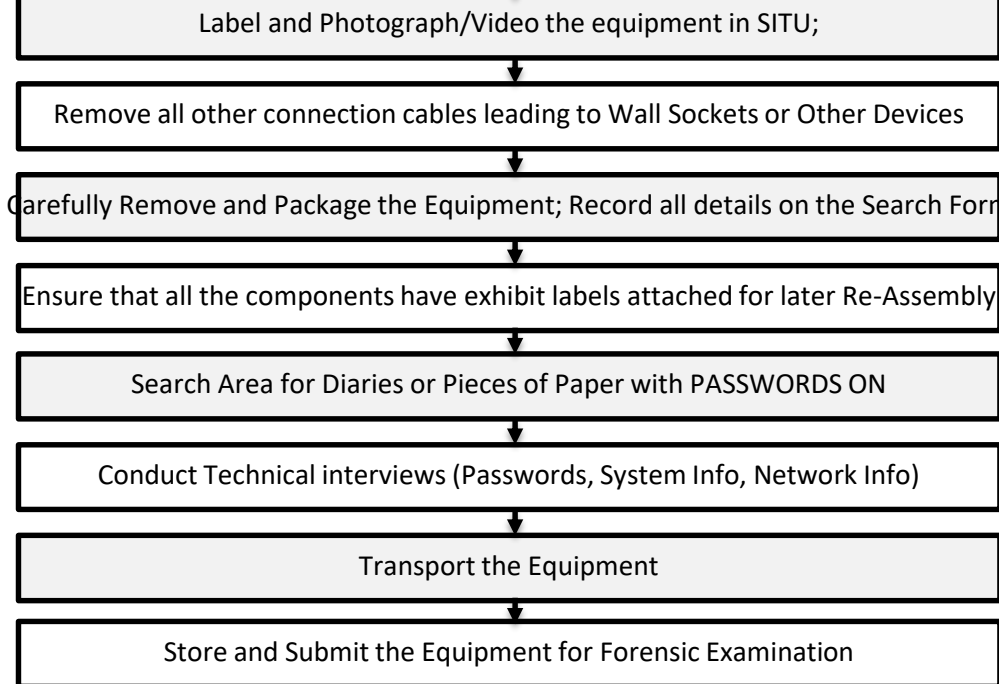 Label and Photograph/Video the equipment in SITU;
Remove all other connection cables leading to Wall Sockets or Other Devices
Carefully Remove and Package the Equipment; Record all details on the Search For
Ensure that all the components have exhibit labels attached for later Re-Assembly
Search Area for Diaries or Pieces of Paper with PASSWORDS ON
Conduct Technical interviews (Passwords, System Info, Network Info)
Transport the Equipment
Store and Submit the Equipment for Forensic Examination